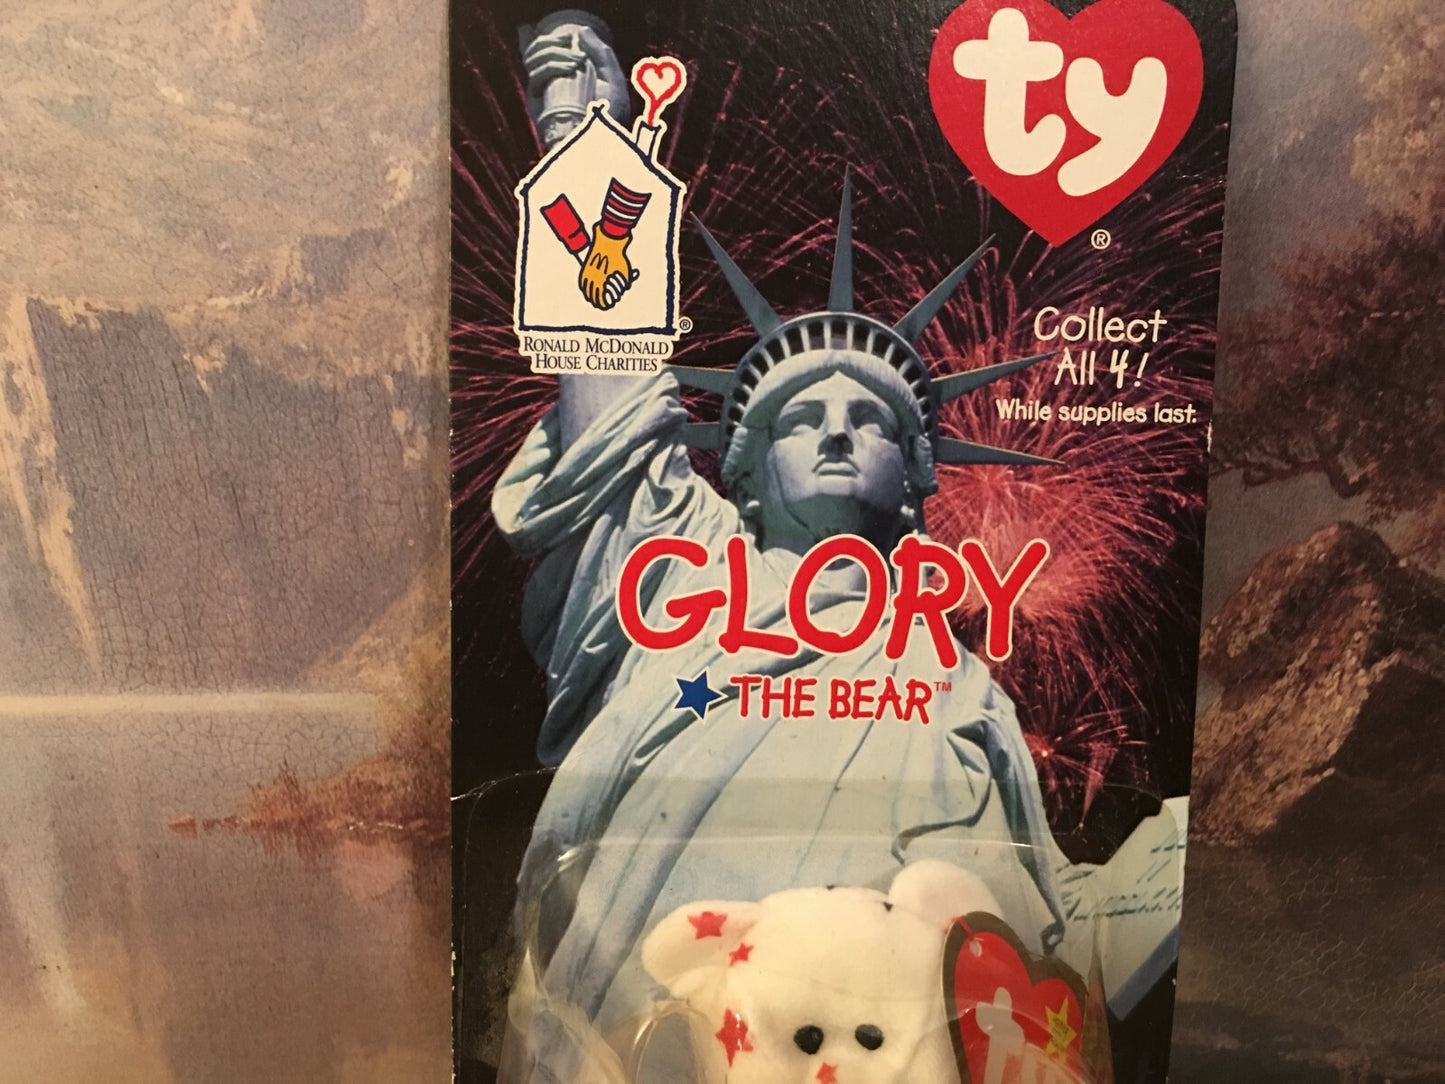 ty
®
RONALD MCDONALD
HOUSE CHARITIES
®
Collect
All 4!
While supplies last.
GLORY
THE BEAR™